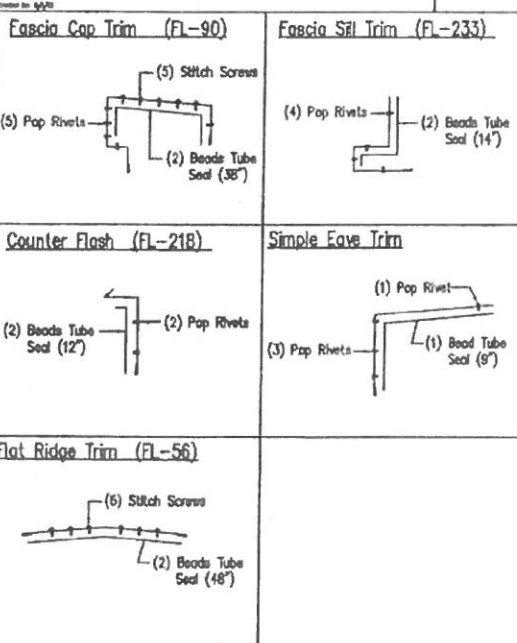 Fascia Cap Trim (FL-90)
(5) Stitch Screws
(5) Pop Rivets
(2) Beads Tube
Seal (38")
Fascia Sill Trim (FL-233)
(4) Pop Rivets
(2) Beads Tube
Seal (14")
Counter Flash (FL-218)
(2) Beads Tube
Seal (12")
(2) Pop Rivets
Simple Eave Trim
(1) Pop Rivet
(3) Pop Rivets
(1) Bead Tube
Seal (9")
Flat Ridge Trim (FL-56)
(6) Stitch Screws
(2) Beads Tube
Seal (48")